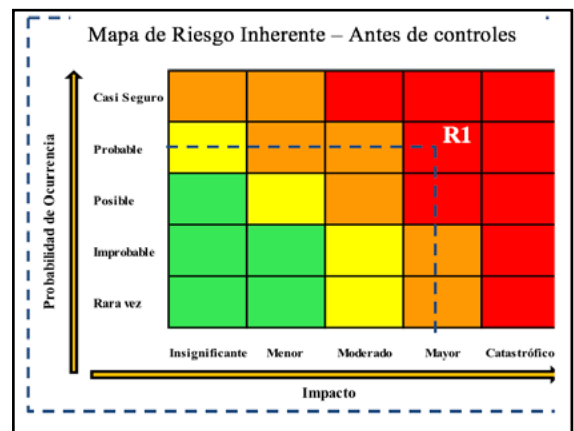 Mapa de Riesgo Inherente – Antes de controles
Probabilidad de Ocurrencia
Casi Seguro
Probable
R1
Posible
Improbable
Rara vez
Insignificante Menor Moderado Mayor Catastrófico
Impacto